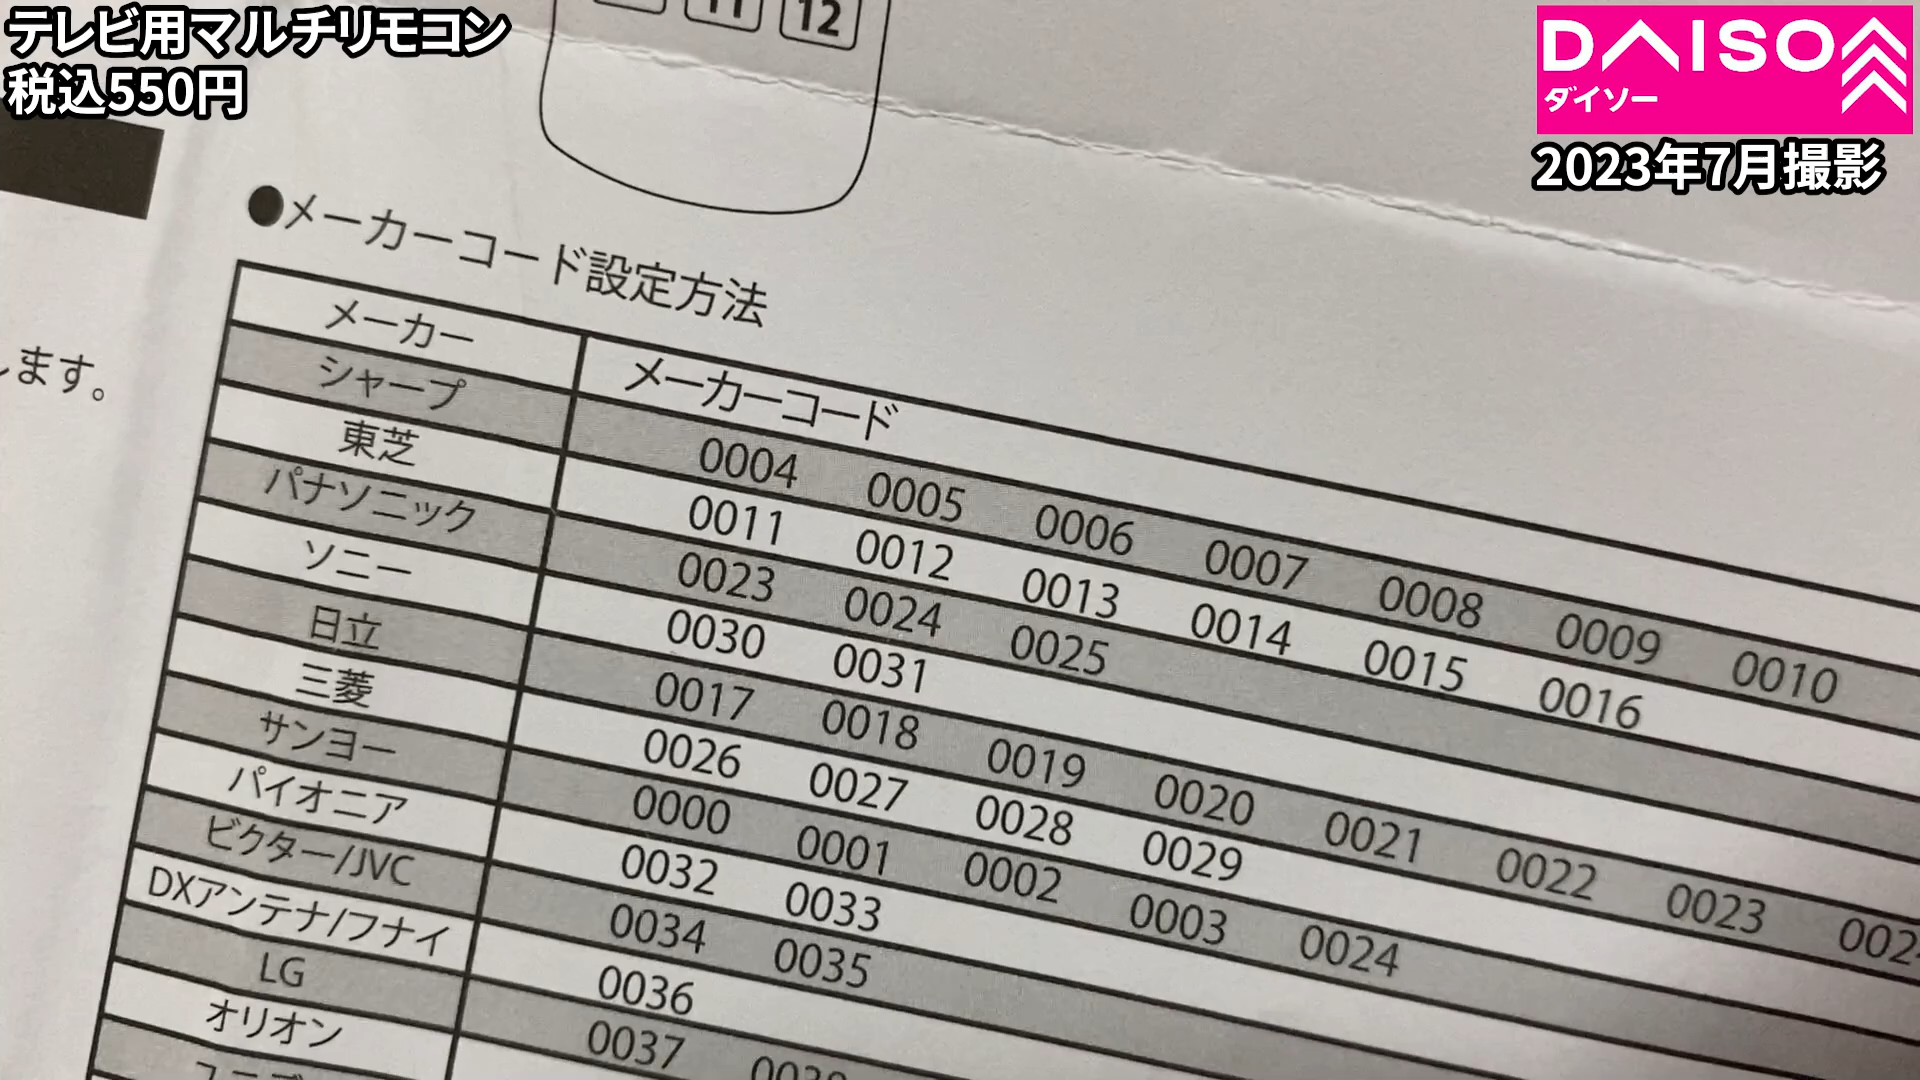 テレビ用マルチリモコン
税込550円
DAISO
ダイソー
2023年7月撮影
11 12
します。
●メーカーコード設定方法
メーカー メーカーコード
シャープ 0004 0005 0006 0007 0008 0009 0010
東芝 0011 0012 0013 0014 0015 0016
パナソニック 0023 0024 0025
ソニー 0030 0031
日立 0017 0018 0019 0020 0021 0022 0023
三菱 0026 0027 0028 0029
サンヨー 0000 0001 0002 0003 0024
パイオニア 0032 0033
ビクター/JVC 0034 0035
DXアンテナ/フナイ 0036
LG 0037
オリオン